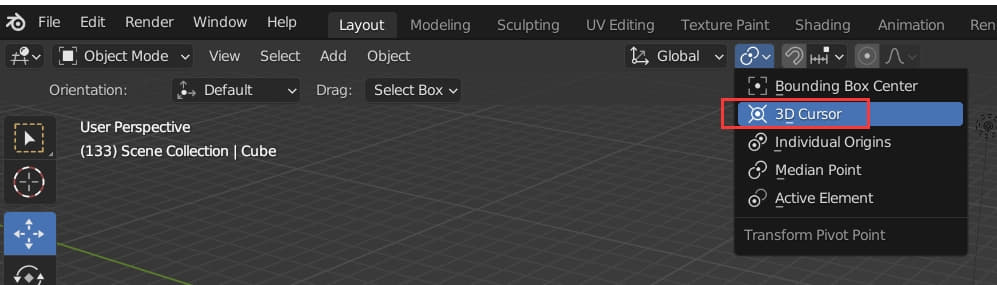 File Edit Render Window Help Layout Modeling Sculpting UV Editing Texture Paint Shading Animation Ren
Object Mode View Select Add Object Global
Orientation: Default Drag: Select Box
Bounding Box Center
3D Cursor
Individual Origins
Median Point
Active Element
Transform Pivot Point
User Perspective
(133) Scene Collection | Cube